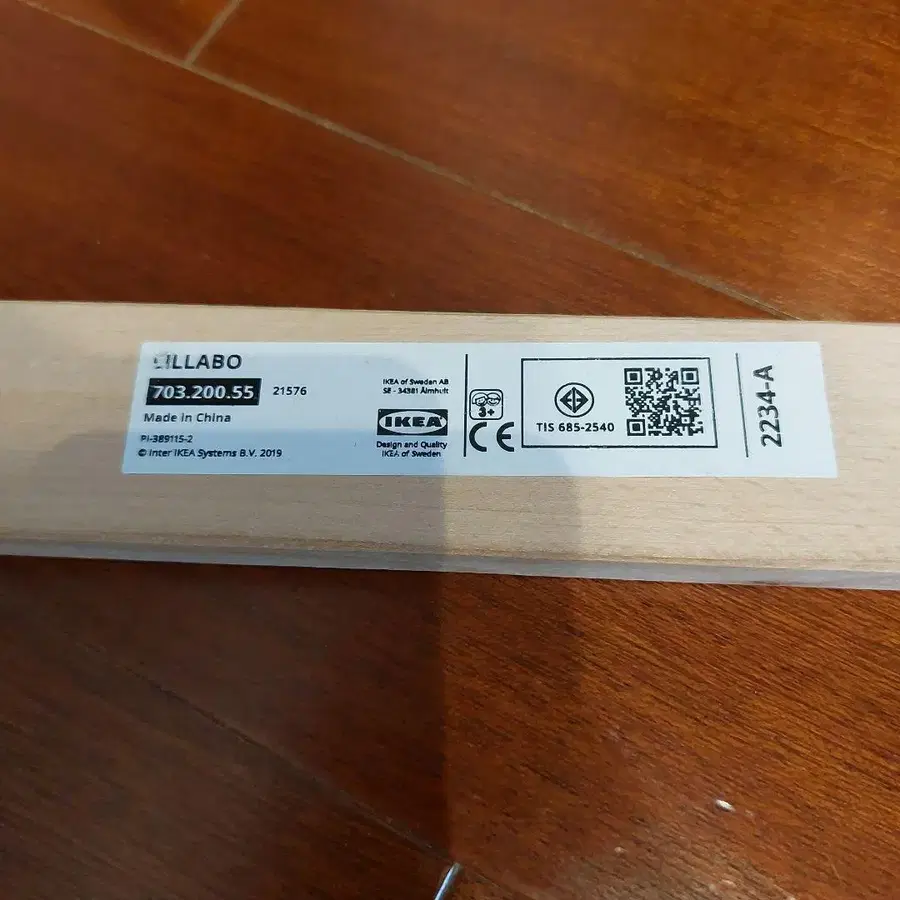 LILLABO
703.200.55 21576
Made in China
PI-389115-2
© Inter IKEA Systems B.V. 2019
IKEA of Sweden AB
SE - 34381 Älmhult
IKEA
Design and Quality
IKEA of Sweden
3+
CE
TIS 685-2540
2234-A